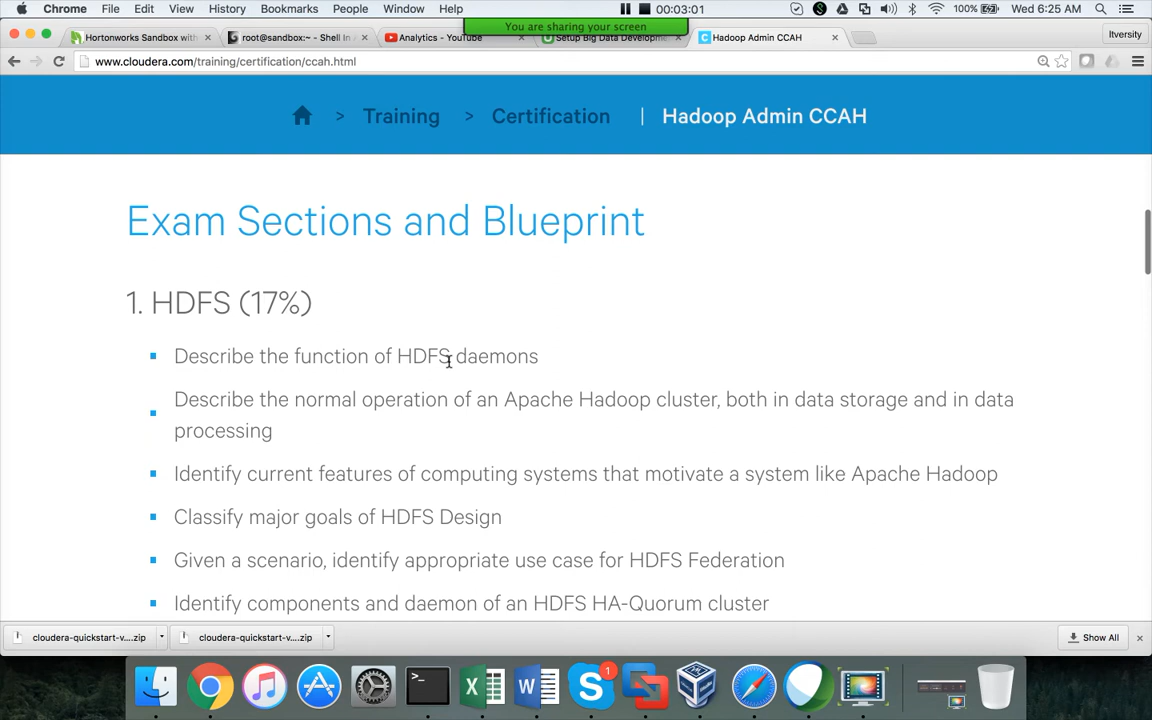 Chrome File Edit View History Bookmarks People Window Help 00:03:01 100% Wed 6:25 AM
You are sharing your screen
Hortonworks Sandbox with root@sandbox:~ - Shell In Analytics - YouTube Setup Big Data Developm Hadoop Admin CCAH Itversity
www.cloudera.com/training/certification/ccah.html
> Training > Certification | Hadoop Admin CCAH
Exam Sections and Blueprint
1. HDFS (17%)
Describe the function of HDFS daemons
Describe the normal operation of an Apache Hadoop cluster, both in data storage and in data
processing
Identify current features of computing systems that motivate a system like Apache Hadoop
Classify major goals of HDFS Design
Given a scenario, identify appropriate use case for HDFS Federation
Identify components and daemon of an HDFS HA-Quorum cluster
cloudera-quickstart-v....zip cloudera-quickstart-v....zip Show All
1